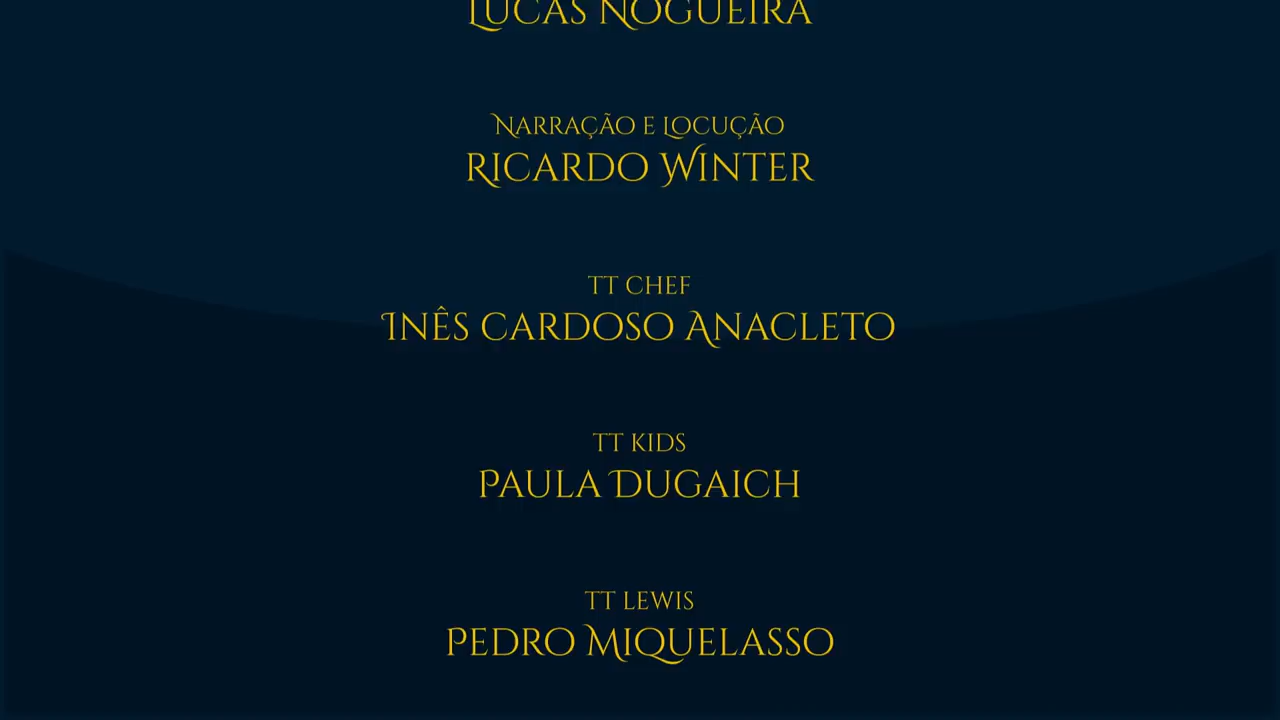 Lucas Nogueira
Narração e Locução
Ricardo Winter
TT Chef
Inês Cardoso Anacleto
TT Kids
Paula Dugaich
TT Lewis
Pedro Miquelasso